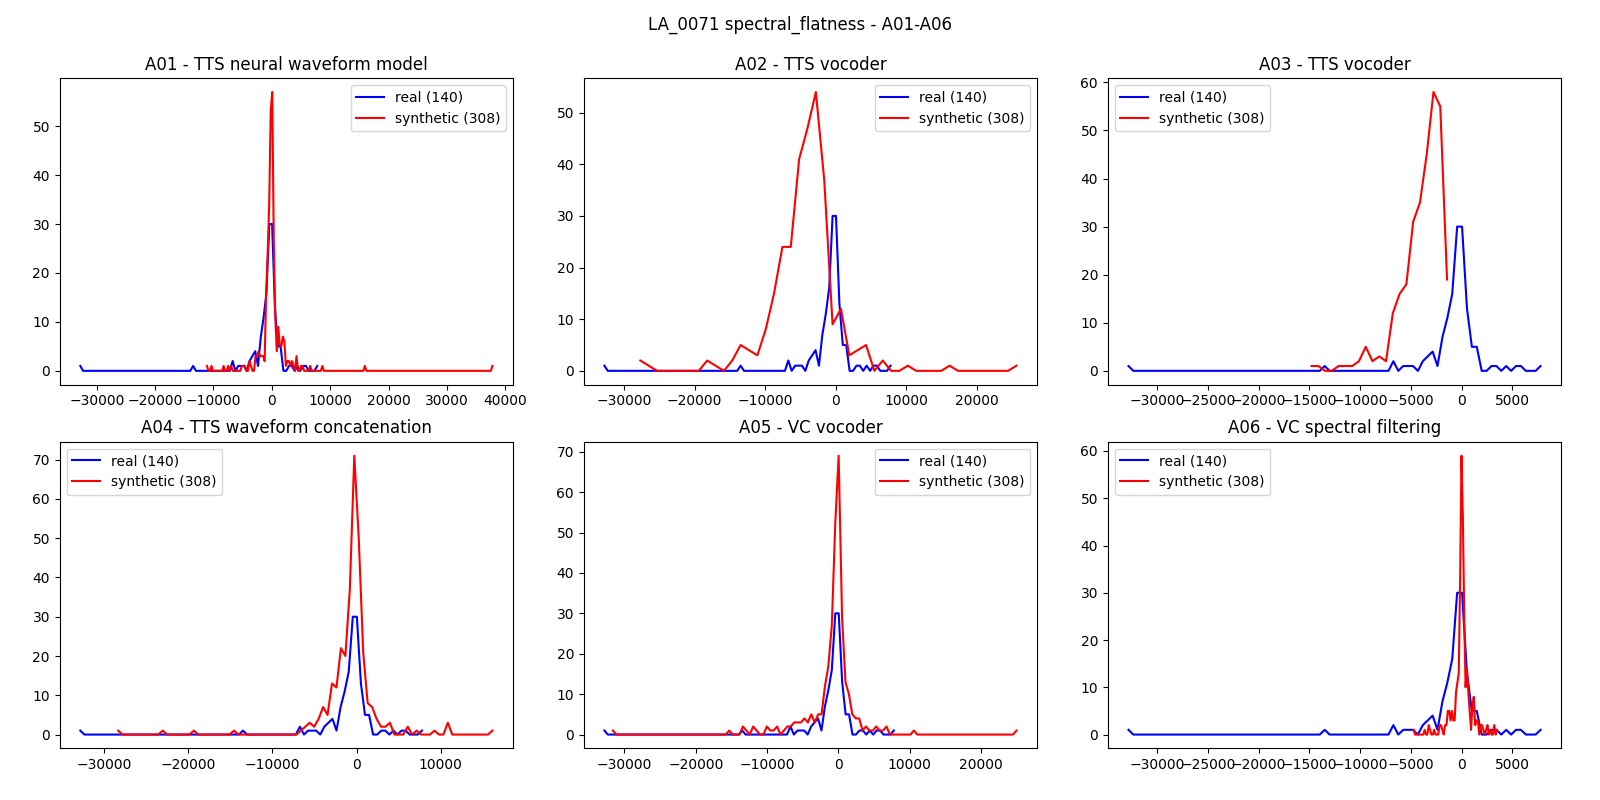 LA_0071 spectral_flatness - A01-A06
A01 - TTS neural waveform model
real (140)
synthetic (308)
50
40
30
20
10
0
−30000 −20000 −10000 0 10000 20000 30000 40000
A02 - TTS vocoder
real (140)
synthetic (308)
50
40
30
20
10
0
−30000 −20000 −10000 0 10000 20000
A03 - TTS vocoder
real (140)
synthetic (308)
60
50
40
30
20
10
0
−30000 −25000 −20000 −15000 −10000 −5000 0 5000
A04 - TTS waveform concatenation
real (140)
synthetic (308)
70
60
50
40
30
20
10
0
−30000 −20000 −10000 0 10000
A05 - VC vocoder
real (140)
synthetic (308)
70
60
50
40
30
20
10
0
−30000 −20000 −10000 0 10000 20000
A06 - VC spectral filtering
real (140)
synthetic (308)
60
50
40
30
20
10
0
−30000 −25000 −20000 −15000 −10000 −5000 0 5000